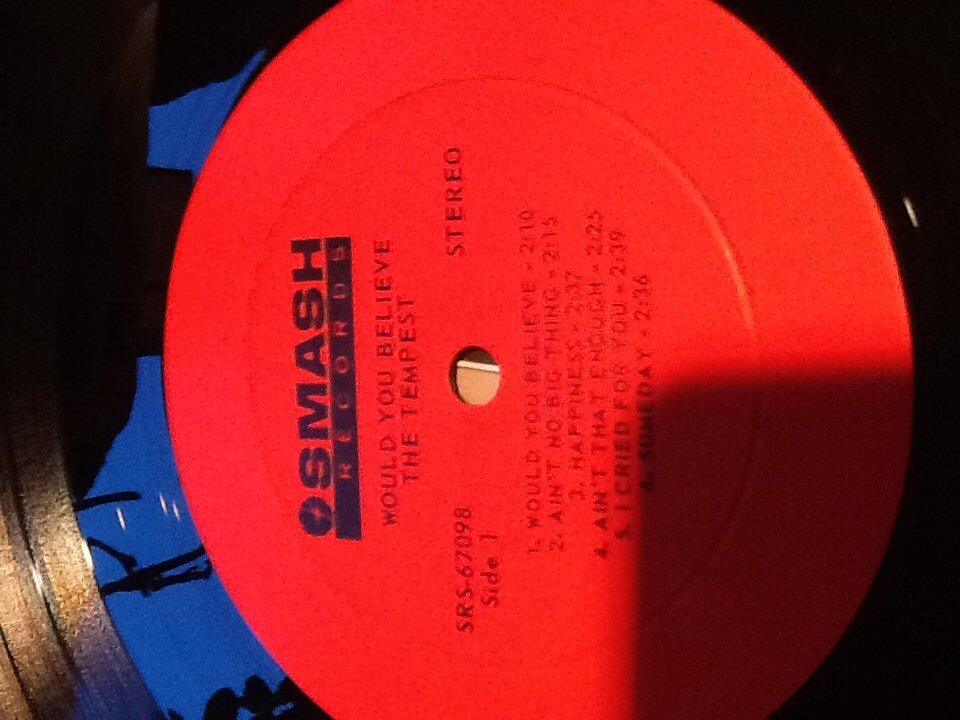 SMASH
RECORDS
WOULD YOU BELIEVE
THE TEMPEST
STEREO
SRS-67098
Side 1
1. WOULD YOU BELIEVE - 2:10
2. AIN'T NO BIG THING - 2:15
3. HAPPINESS - 2:37
4. AIN'T THAT ENOUGH - 2:25
5. I CRIED FOR YOU - 2:39
6. SOMEDAY - 2:36